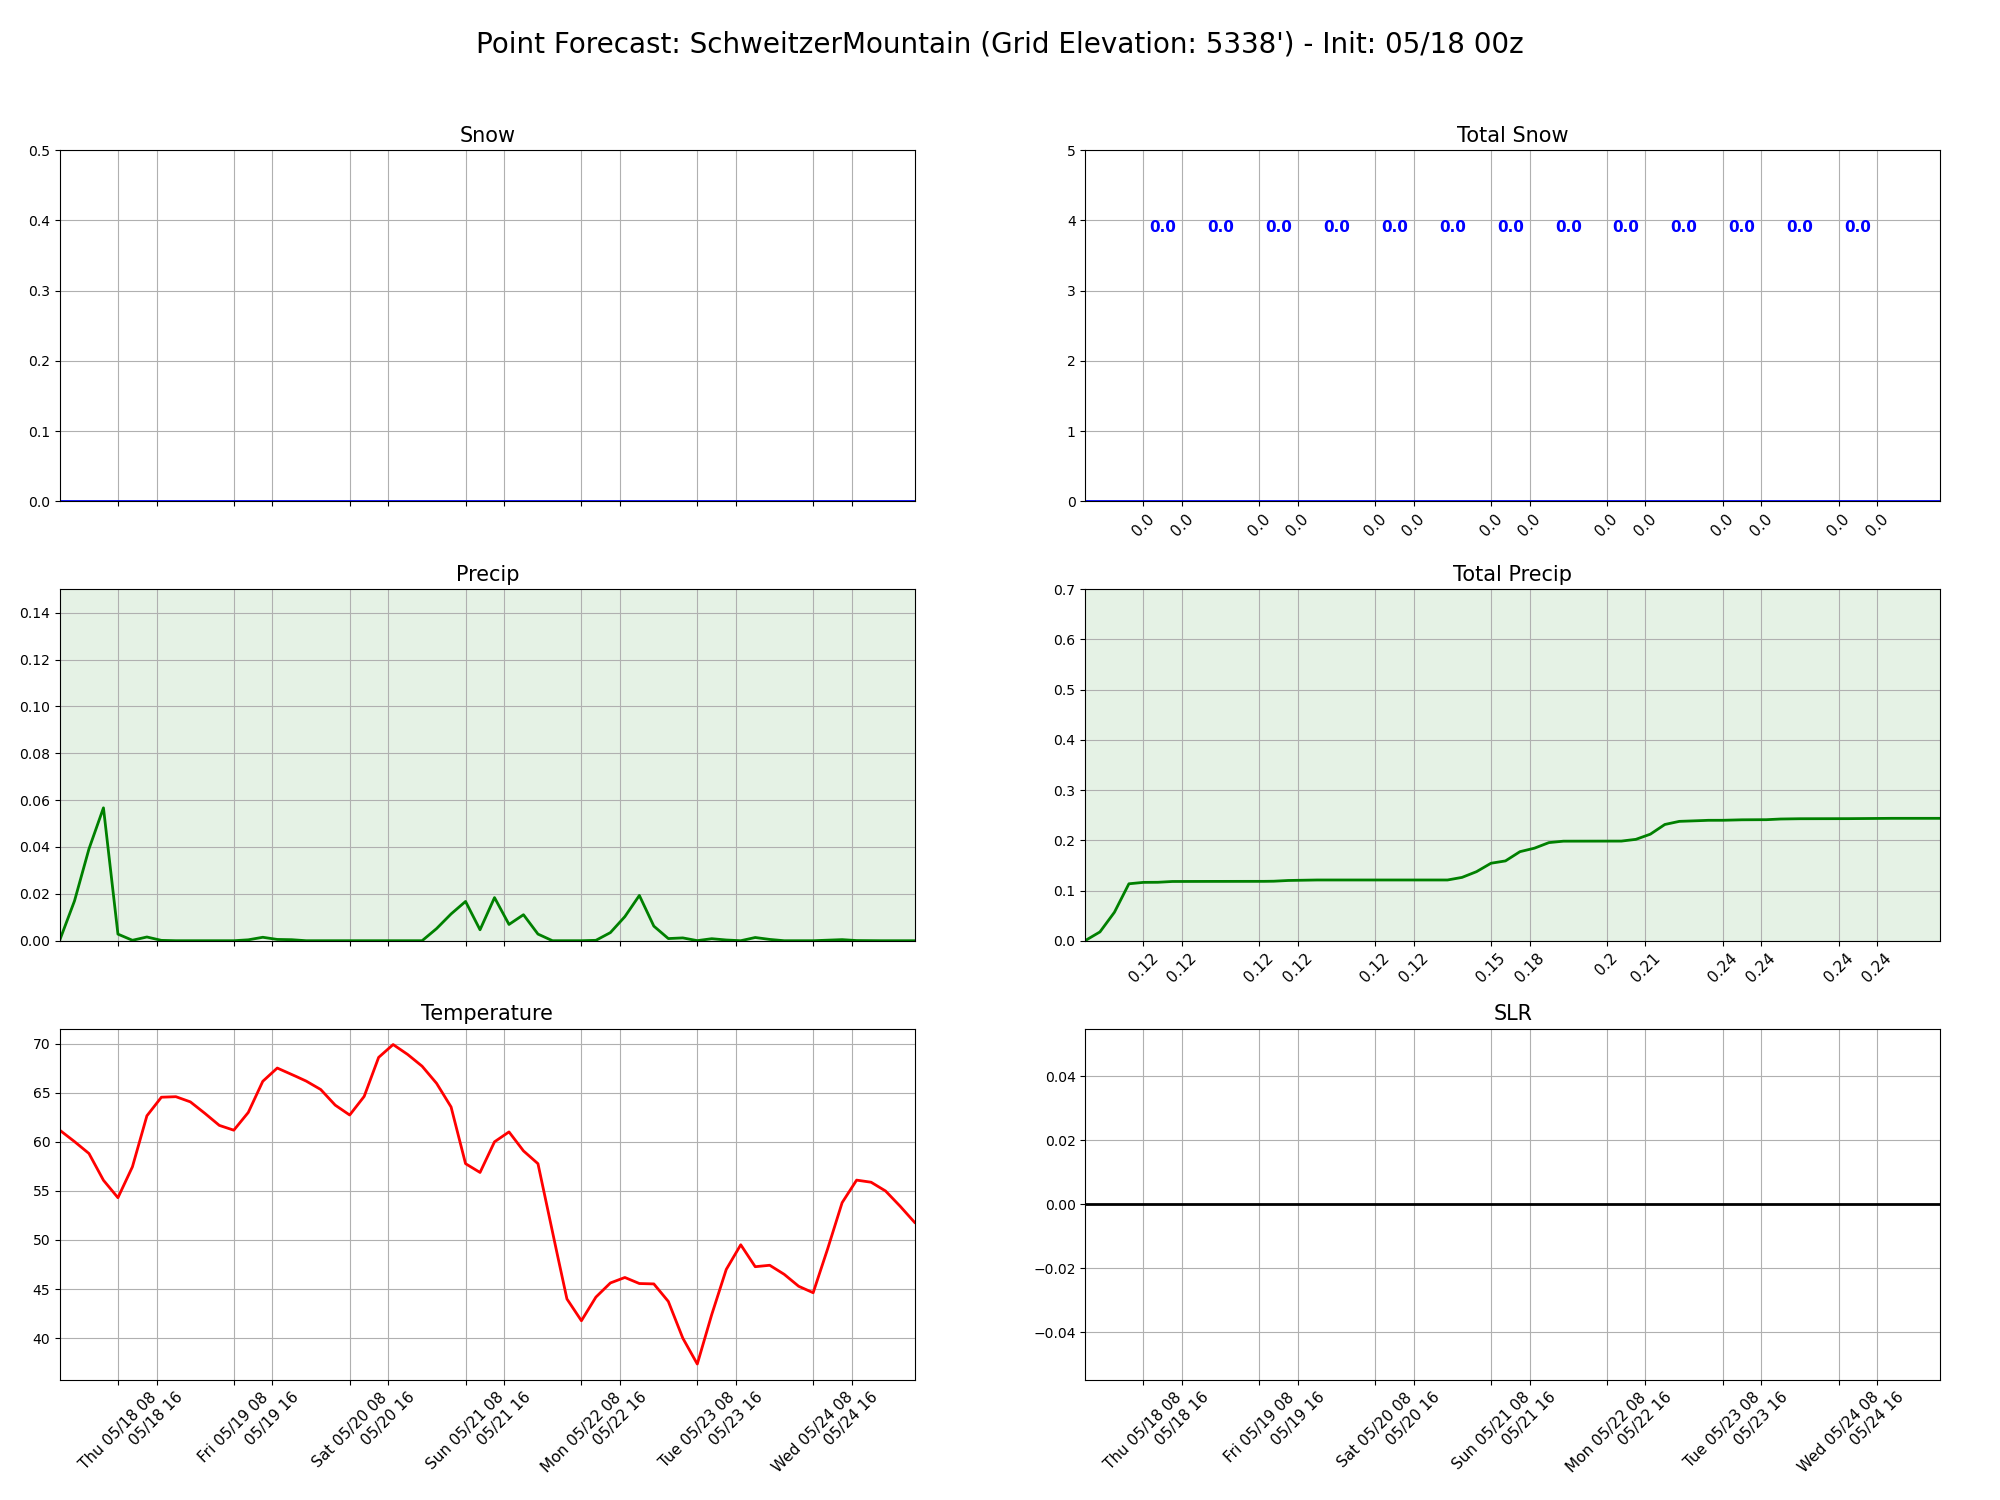 Point Forecast: SchweitzerMountain (Grid Elevation: 5338') - Init: 05/18 00z
Snow
0.5
0.4
0.3
0.2
0.1
0.0
Total Snow
5
4
3
2
1
0
0.0 0.0 0.0 0.0 0.0 0.0 0.0 0.0 0.0 0.0 0.0 0.0 0.0
0.0 0.0 0.0 0.0 0.0 0.0 0.0 0.0 0.0 0.0 0.0 0.0 0.0 0.0
Precip
0.14
0.12
0.10
0.08
0.06
0.04
0.02
0.00
Total Precip
0.7
0.6
0.5
0.4
0.3
0.2
0.1
0.0
0.12 0.12 0.12 0.12 0.12 0.12 0.15 0.18 0.2 0.21 0.24 0.24 0.24 0.24
Temperature
70
65
60
55
50
45
40
Thu 05/18 08
05/18 16
Fri 05/19 08
05/19 16
Sat 05/20 08
05/20 16
Sun 05/21 08
05/21 16
Mon 05/22 08
05/22 16
Tue 05/23 08
05/23 16
Wed 05/24 08
05/24 16
SLR
0.04
0.02
0.00
−0.02
−0.04
Thu 05/18 08
05/18 16
Fri 05/19 08
05/19 16
Sat 05/20 08
05/20 16
Sun 05/21 08
05/21 16
Mon 05/22 08
05/22 16
Tue 05/23 08
05/23 16
Wed 05/24 08
05/24 16